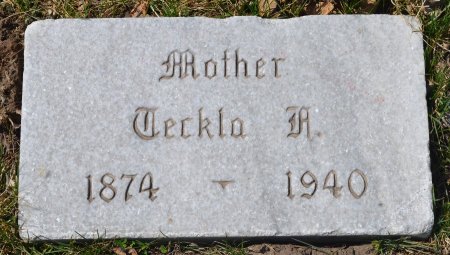 Mother
Teckla A.
1874 - 1940